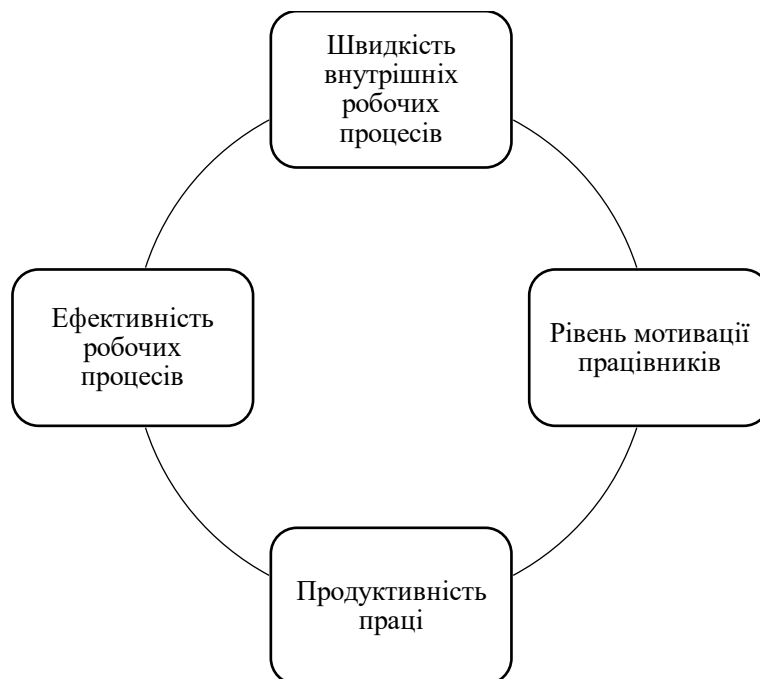 Швидкість
внутрішніх
робочих
процесів
Ефективність
робочих
процесів
Рівень мотивації
працівників
Продуктивність
праці